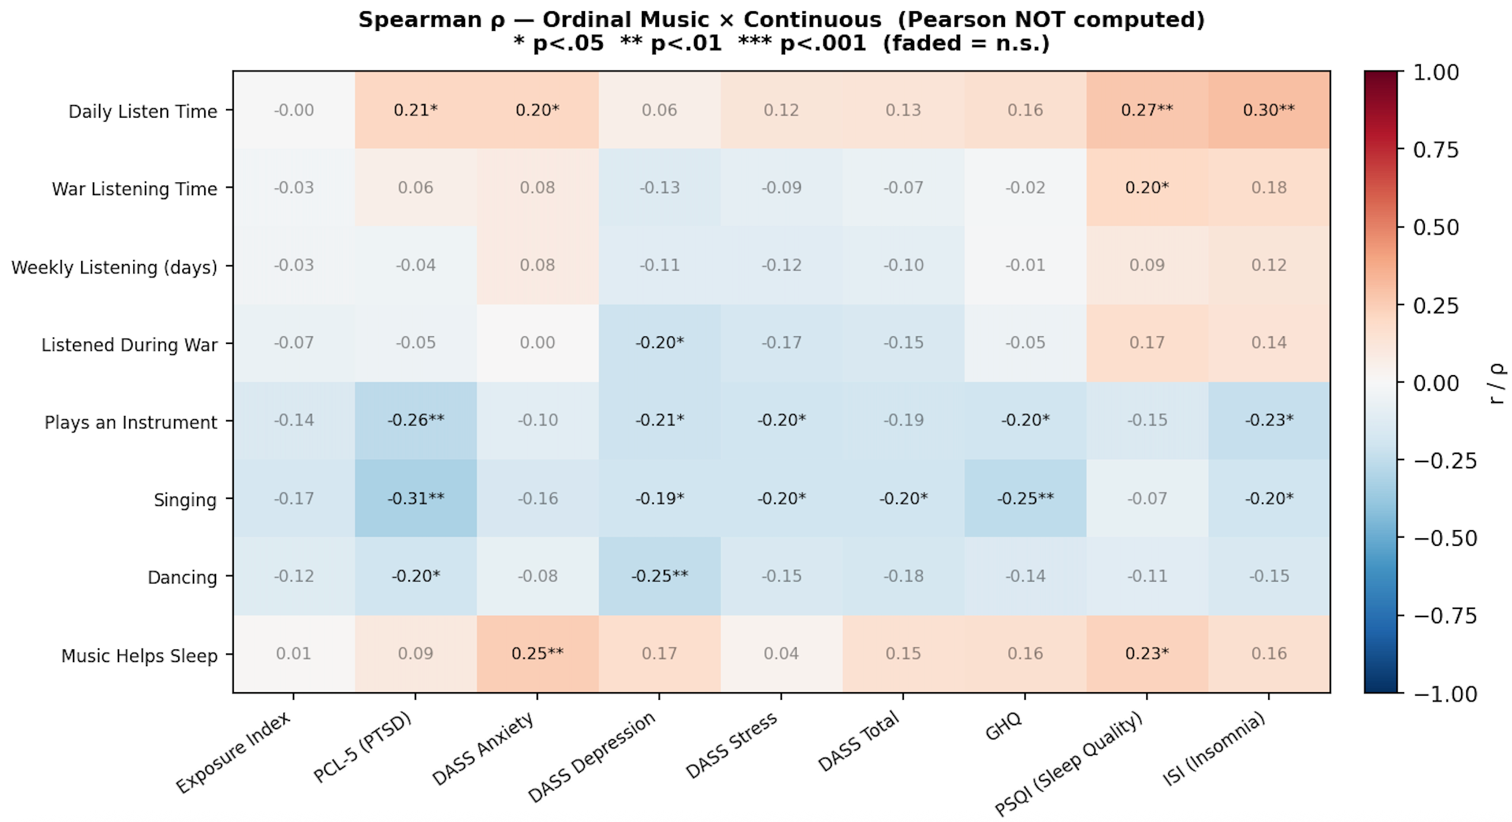 Spearman ρ — Ordinal Music × Continuous (Pearson NOT computed)
* p<.05 ** p<.01 *** p<.001 (faded = n.s.)
Daily Listen Time -0.00 0.21* 0.20* 0.06 0.12 0.13 0.16 0.27** 0.30**
War Listening Time -0.03 0.06 0.08 -0.13 -0.09 -0.07 -0.02 0.20* 0.18
Weekly Listening (days) -0.03 -0.04 0.08 -0.11 -0.12 -0.10 -0.01 0.09 0.12
Listened During War -0.07 -0.05 0.00 -0.20* -0.17 -0.15 -0.05 0.17 0.14
Plays an Instrument -0.14 -0.26** -0.10 -0.21* -0.20* -0.19 -0.20* -0.15 -0.23*
Singing -0.17 -0.31** -0.16 -0.19* -0.20* -0.20* -0.25** -0.07 -0.20*
Dancing -0.12 -0.20* -0.08 -0.25** -0.15 -0.18 -0.14 -0.11 -0.15
Music Helps Sleep 0.01 0.09 0.25** 0.17 0.04 0.15 0.16 0.23* 0.16
Exposure Index
PCL-5 (PTSD)
DASS Anxiety
DASS Depression
DASS Stress
DASS Total
GHQ
PSQI (Sleep Quality)
ISI (Insomnia)
1.00
0.75
0.50
0.25
0.00
−0.25
−0.50
−0.75
−1.00
r / ρ